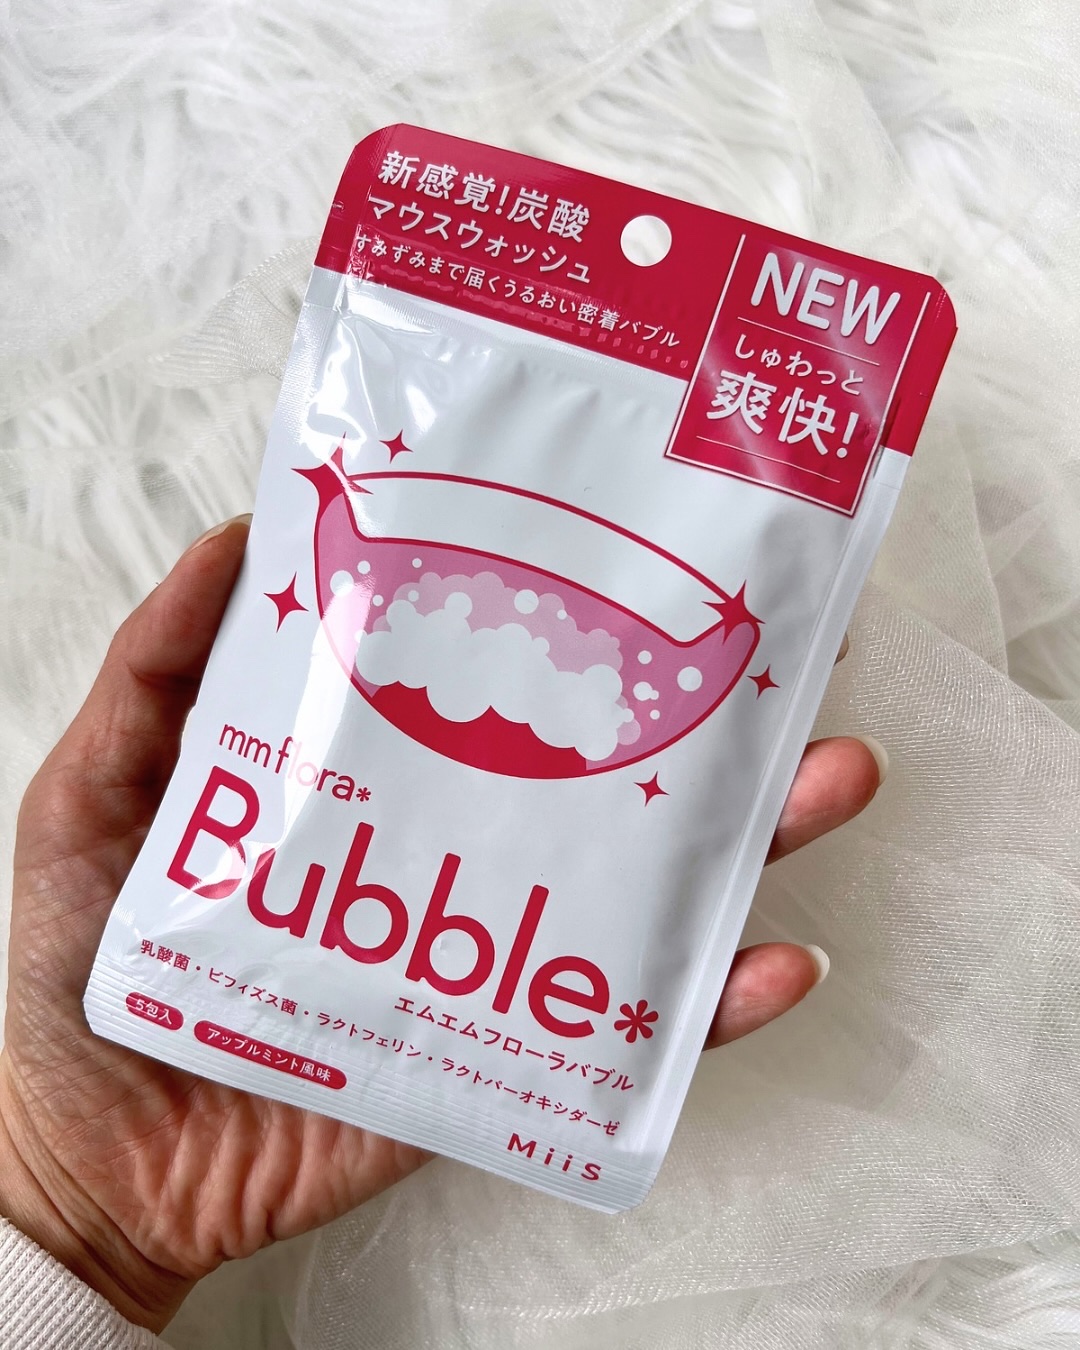 新感覚!炭酸
マウスウォッシュ
すみずみまで届くうるおい密着バブル
NEW
しゅわっと
爽快!
mm flora*
Bubble*
エムエムフローラバブル
乳酸菌・ビフィズス菌・ラクトフェリン・ラクトパーオキシダーゼ
5包入
アップルミント風味
MiiS